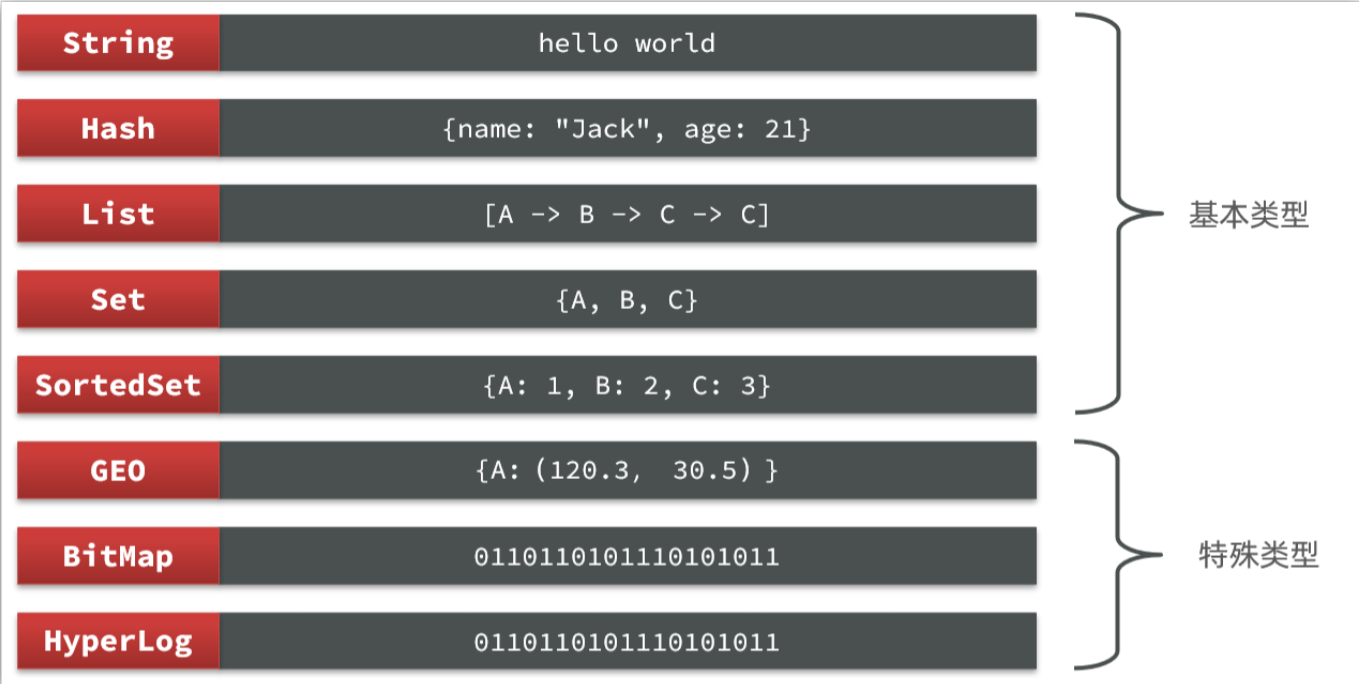 String hello world
Hash {name: "Jack", age: 21}
List [A -> B -> C -> C]
基本类型
Set {A, B, C}
SortedSet {A: 1, B: 2, C: 3}
GEO {A: (120.3, 30.5) }
BitMap 0110110101110101011
特殊类型
HyperLog 0110110101110101011